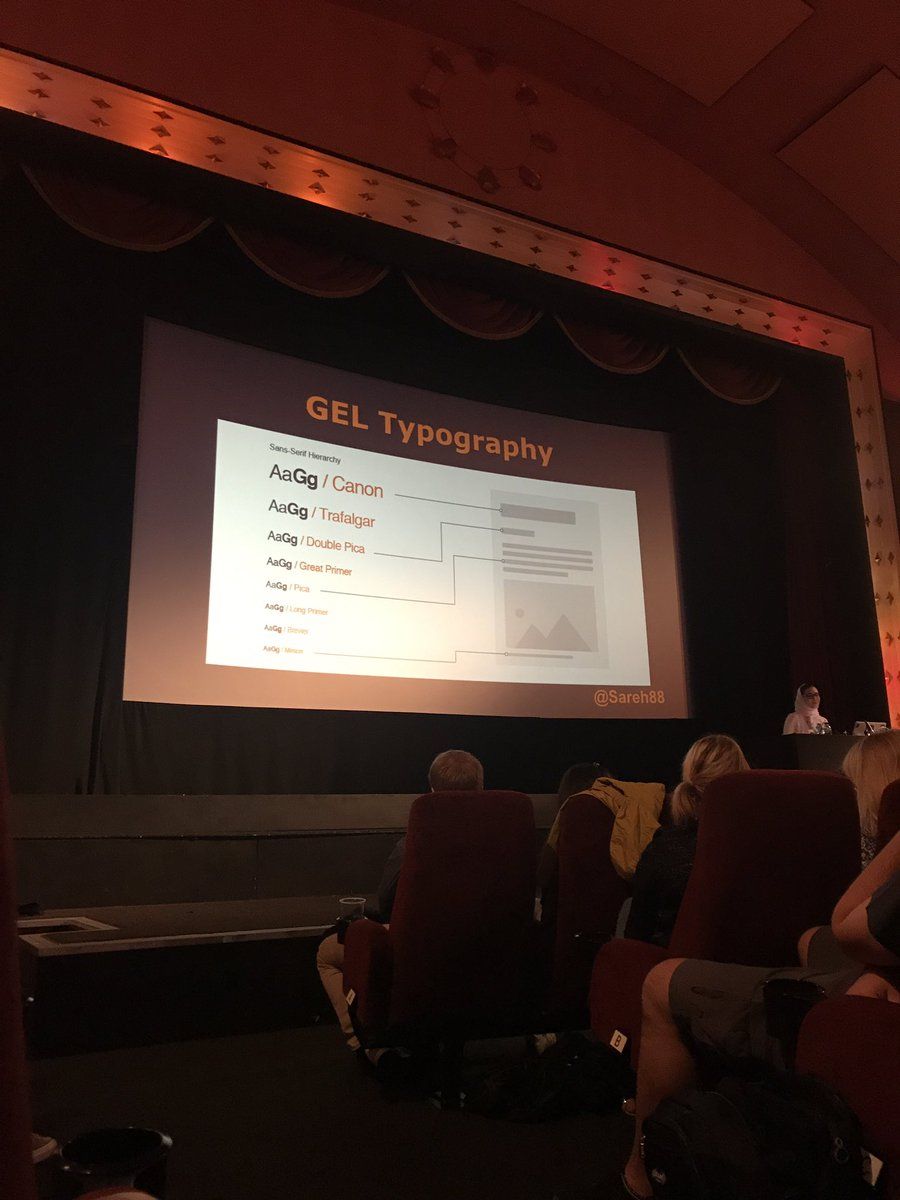 GEL Typography
Sans-Serif Hierarchy
AaGg / Canon
AaGg / Trafalgar
AaGg / Double Pica
AaGg / Great Primer
AaGg / Pica
AaGg / Long Primer
AaGg / Brevier
AaGg / Minion
@Sareh88
B